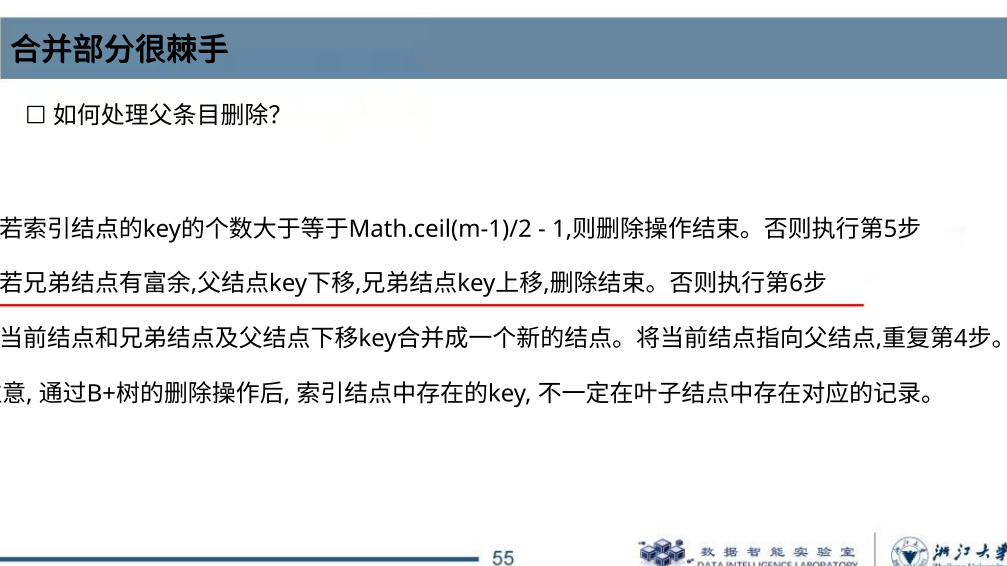 合并部分很棘手
□ 如何处理父条目删除?
若索引结点的key的个数大于等于Math.ceil(m-1)/2 - 1,则删除操作结束。否则执行第5步
若兄弟结点有富余,父结点key下移,兄弟结点key上移,删除结束。否则执行第6步
当前结点和兄弟结点及父结点下移key合并成一个新的结点。将当前结点指向父结点,重复第4步。
意, 通过B+树的删除操作后, 索引结点中存在的key, 不一定在叶子结点中存在对应的记录。
55
数据智能实验室
DATA INTELLIGENCE LABORATORY
浙江大学